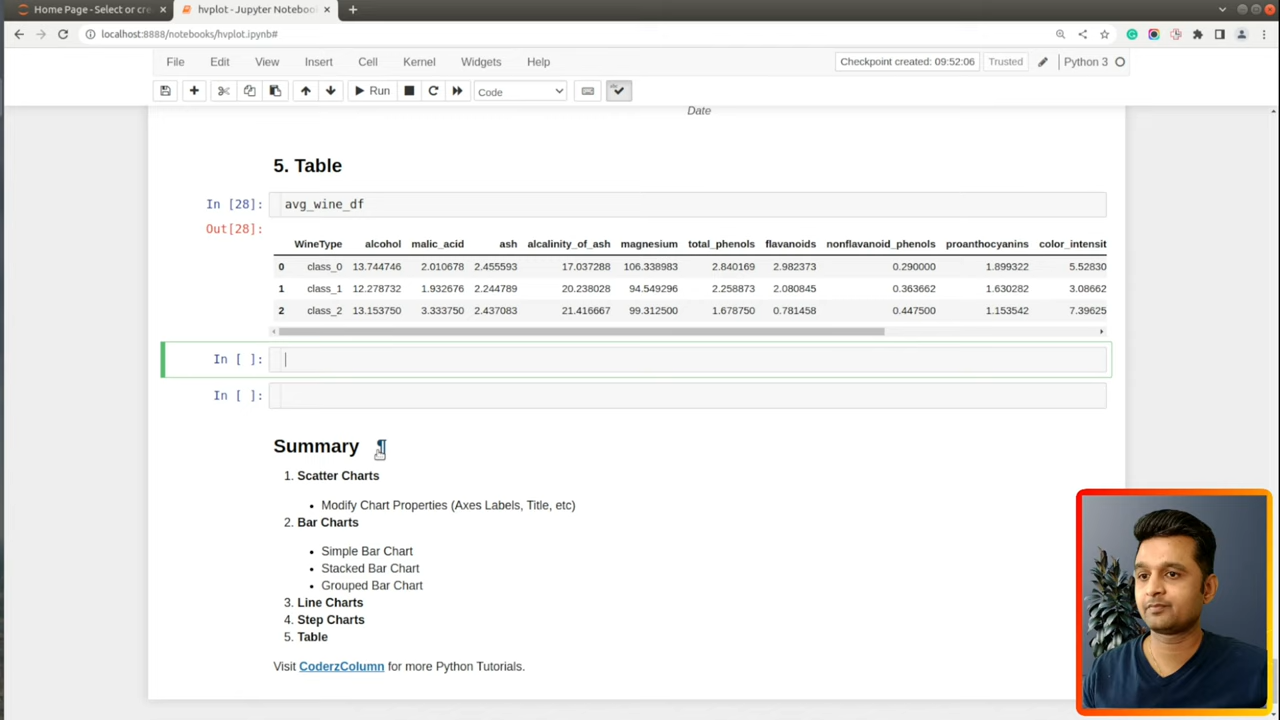 Home Page - Select or cre
hvplot - Jupyter Notebook
localhost:8888/notebooks/hvplot.ipynb#
File Edit View Insert Cell Kernel Widgets Help
Checkpoint created: 09:52:06 Trusted Python 3
Run Code
Date
5. Table
In [28]: avg_wine_df
Out[28]:
WineType alcohol malic_acid ash alcalinity_of_ash magnesium total_phenols flavanoids nonflavanoid_phenols proanthocyanins color_intensit
0 class_0 13.744746 2.010678 2.455593 17.037288 106.338983 2.840169 2.982373 0.290000 1.899322 5.52830
1 class_1 12.278732 1.932676 2.244789 20.238028 94.549296 2.258873 2.080845 0.363662 1.630282 3.08662
2 class_2 13.153750 3.333750 2.437083 21.416667 99.312500 1.678750 0.781458 0.447500 1.153542 7.39625
In [ ]:
In [ ]:
Summary ¶
1. Scatter Charts
• Modify Chart Properties (Axes Labels, Title, etc)
2. Bar Charts
• Simple Bar Chart
• Stacked Bar Chart
• Grouped Bar Chart
3. Line Charts
4. Step Charts
5. Table
Visit CoderzColumn for more Python Tutorials.